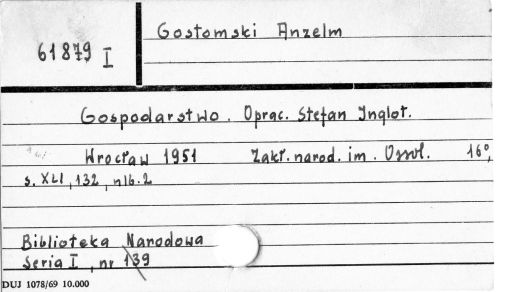 Gostomski Anzelm
61879 I
Gospodarstwo. Oprac. Stefan Inglot.
Wrocław 1951 Zakł. narod. im. Ossol. 16°,
s. XLI, 132, nlb. 2
Biblioteka Narodowa
Seria I, nr 139
DUJ 1078/69 10.000